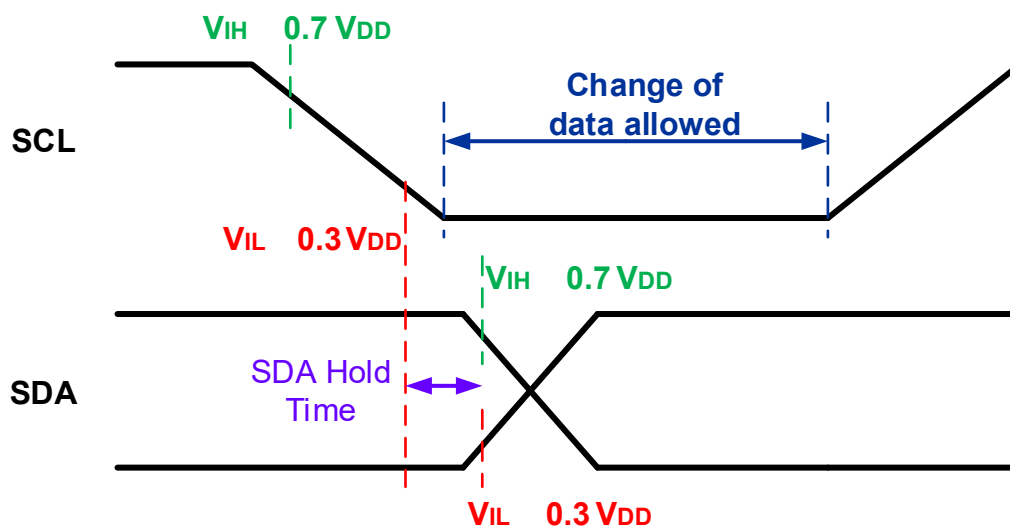 VIH 0.7 VDD
Change of
data allowed
SCL
VIL 0.3 VDD
VIH 0.7 VDD
SDA Hold
Time
SDA
VIL 0.3 VDD